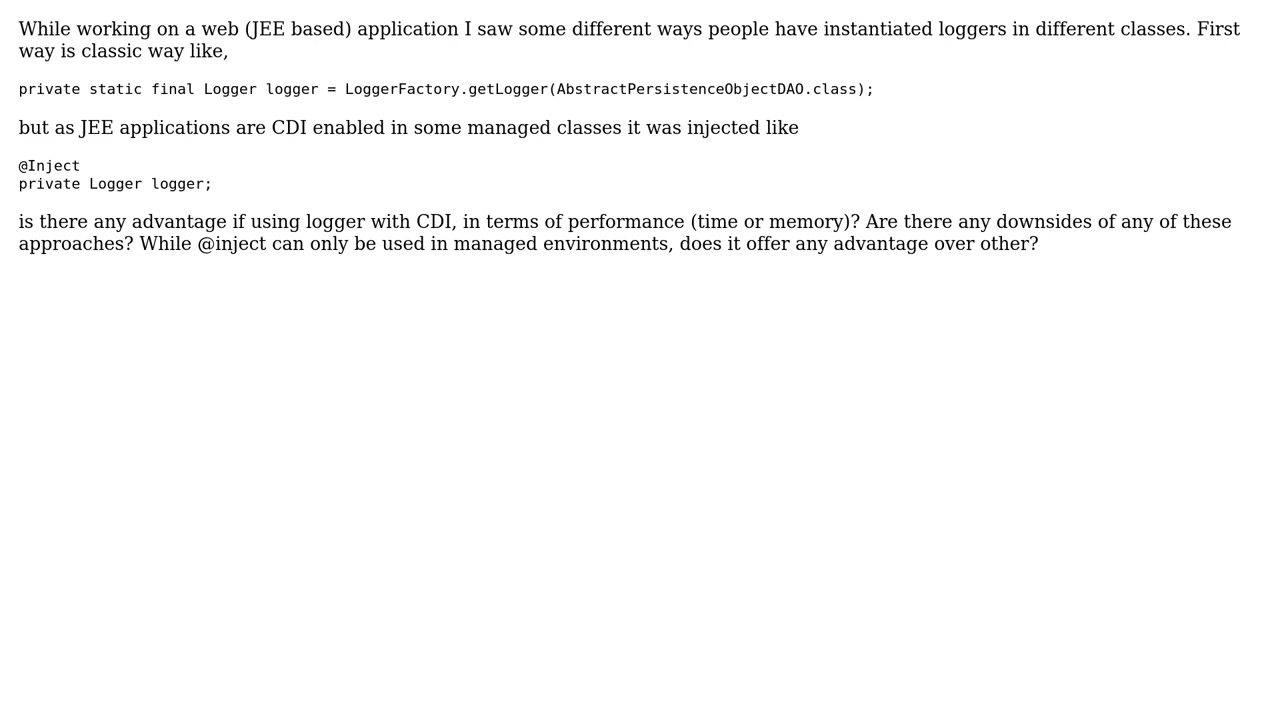 While working on a web (JEE based) application I saw some different ways people have instantiated loggers in different classes. First
way is classic way like,
private static final Logger logger = LoggerFactory.getLogger(AbstractPersistenceObjectDAO.class);
but as JEE applications are CDI enabled in some managed classes it was injected like
@Inject
private Logger logger;
is there any advantage if using logger with CDI, in terms of performance (time or memory)? Are there any downsides of any of these
approaches? While @inject can only be used in managed environments, does it offer any advantage over other?